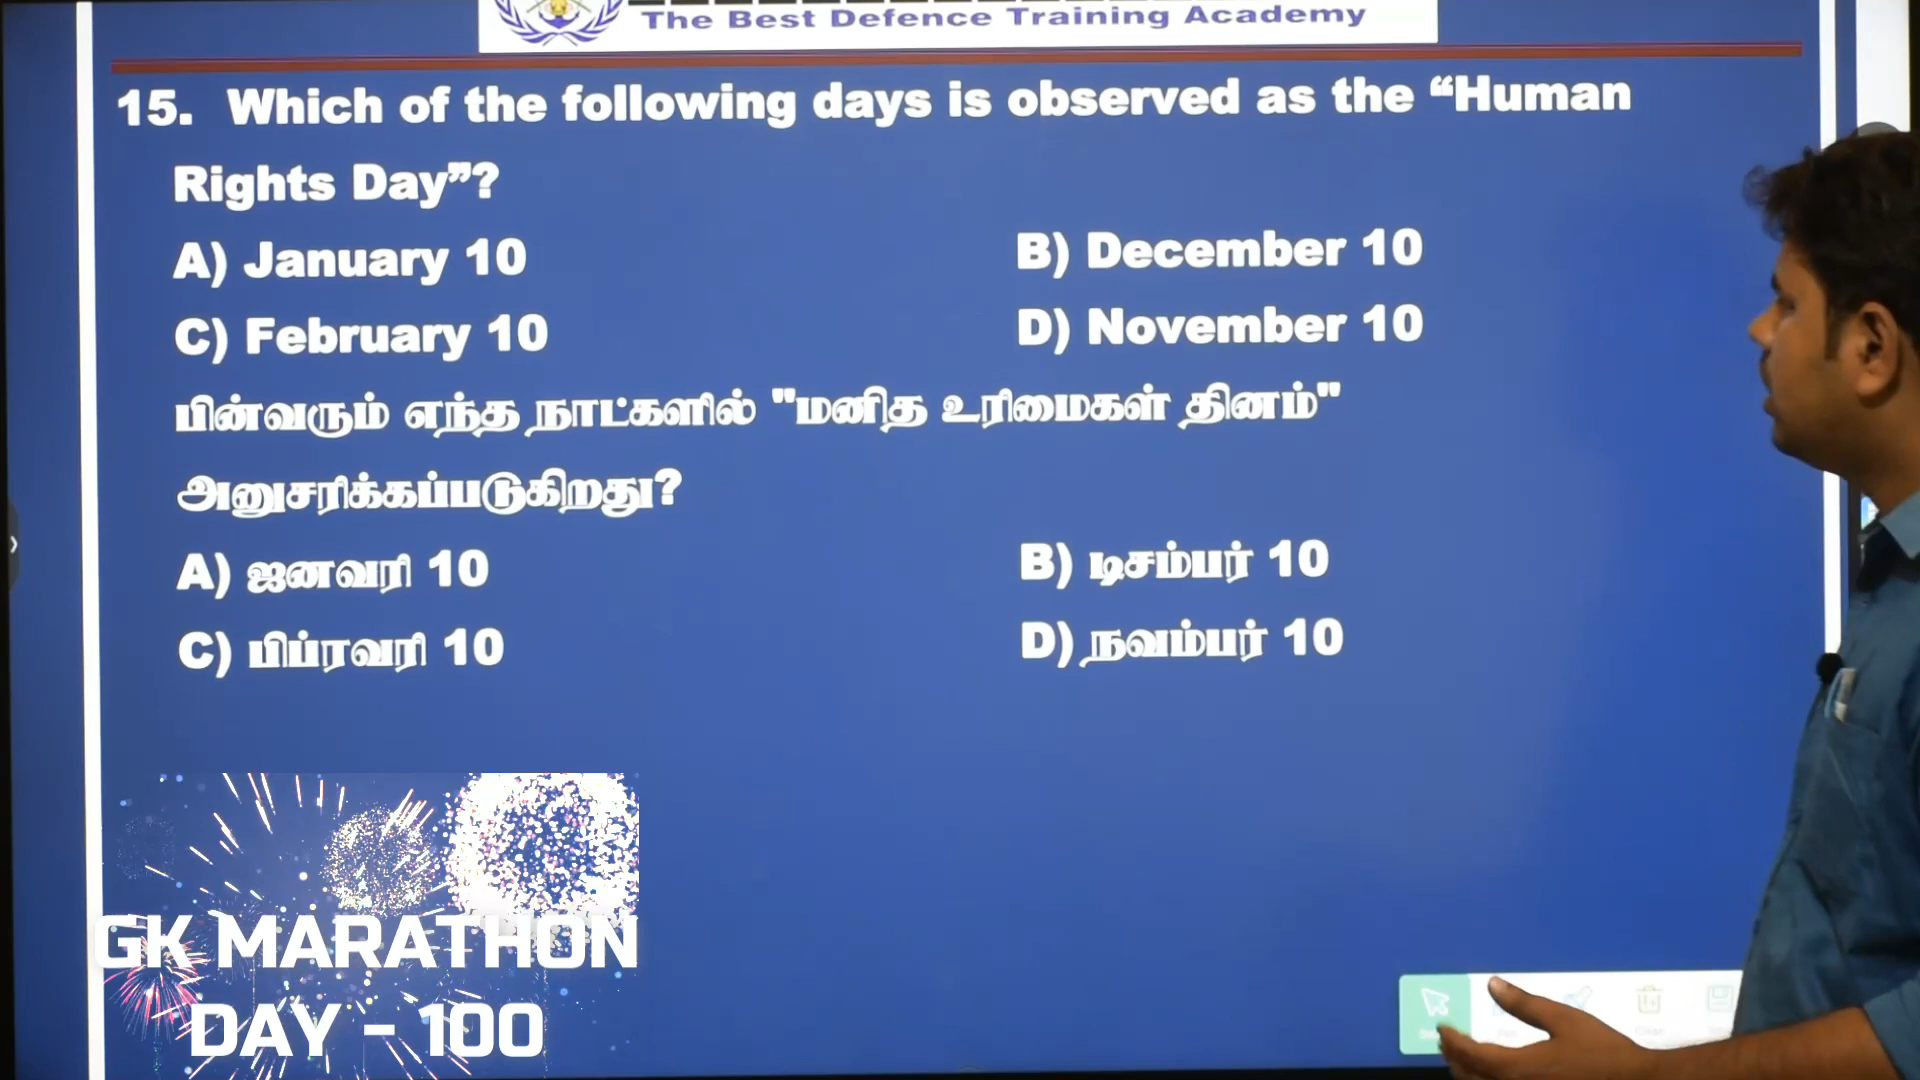 The Best Defence Training Academy
15. Which of the following days is observed as the “Human
Rights Day”?
A) January 10
B) December 10
C) February 10
D) November 10
பின்வரும் எந்த நாட்களில் "மனித உரிமைகள் தினம்"
அனுசரிக்கப்படுகிறது?
A) ஜனவரி 10
B) டிசம்பர் 10
C) பிப்ரவரி 10
D) நவம்பர் 10
GK MARATHON
DAY - 100